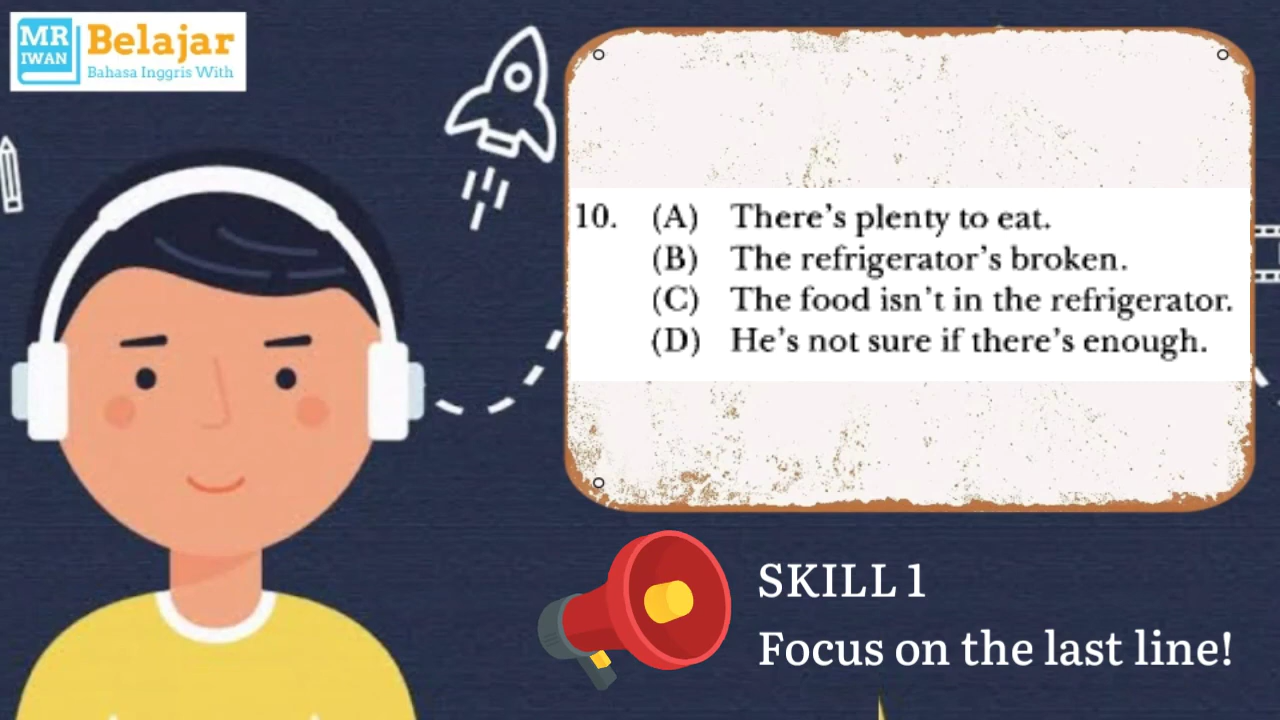 MR
IWAN
Belajar
Bahasa Inggris With
10. (A) There's plenty to eat.
(B) The refrigerator's broken.
(C) The food isn't in the refrigerator.
(D) He's not sure if there's enough.
SKILL 1
Focus on the last line!